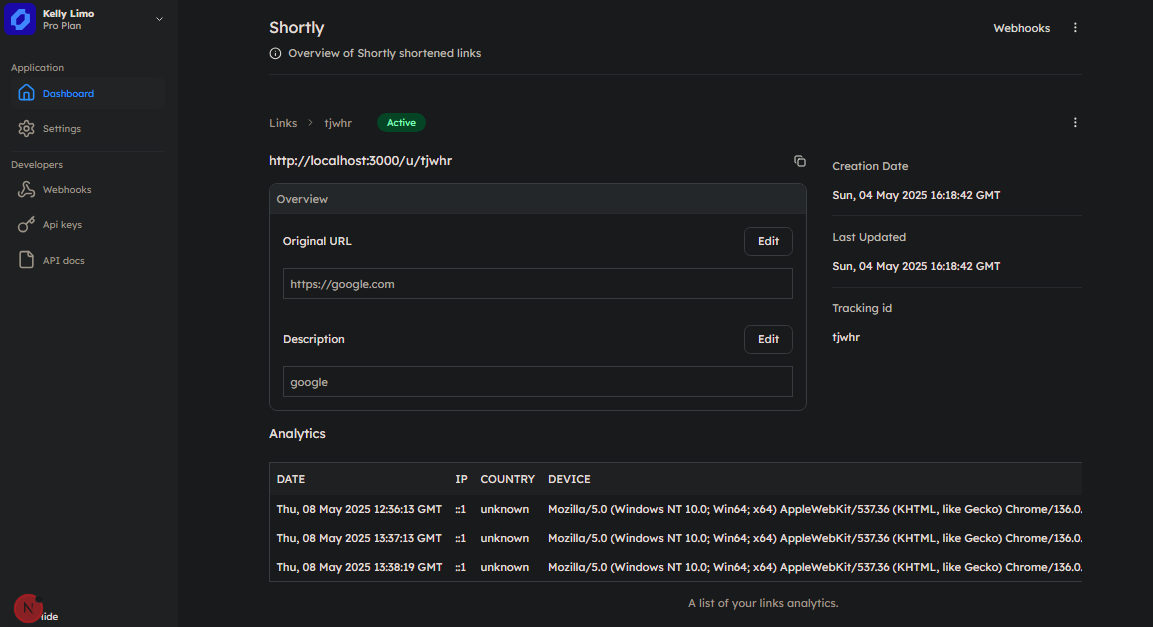 Kelly Limo
Pro Plan
Application
Dashboard
Settings
Developers
Webhooks
Api keys
API docs
N
Shortly
Webhooks
Overview of Shortly shortened links
Links > tjwhr Active
http://localhost:3000/u/tjwhr
Overview
Original URL Edit
https://google.com
Description Edit
google
Creation Date
Sun, 04 May 2025 16:18:42 GMT
Last Updated
Sun, 04 May 2025 16:18:42 GMT
Tracking id
tjwhr
Analytics
DATE IP COUNTRY DEVICE
Thu, 08 May 2025 12:36:13 GMT ::1 unknown Mozilla/5.0 (Windows NT 10.0; Win64; x64) AppleWebKit/537.36 (KHTML, like Gecko) Chrome/136.0.
Thu, 08 May 2025 13:37:13 GMT ::1 unknown Mozilla/5.0 (Windows NT 10.0; Win64; x64) AppleWebKit/537.36 (KHTML, like Gecko) Chrome/136.0.
Thu, 08 May 2025 13:38:19 GMT ::1 unknown Mozilla/5.0 (Windows NT 10.0; Win64; x64) AppleWebKit/537.36 (KHTML, like Gecko) Chrome/136.0.
A list of your links analytics.